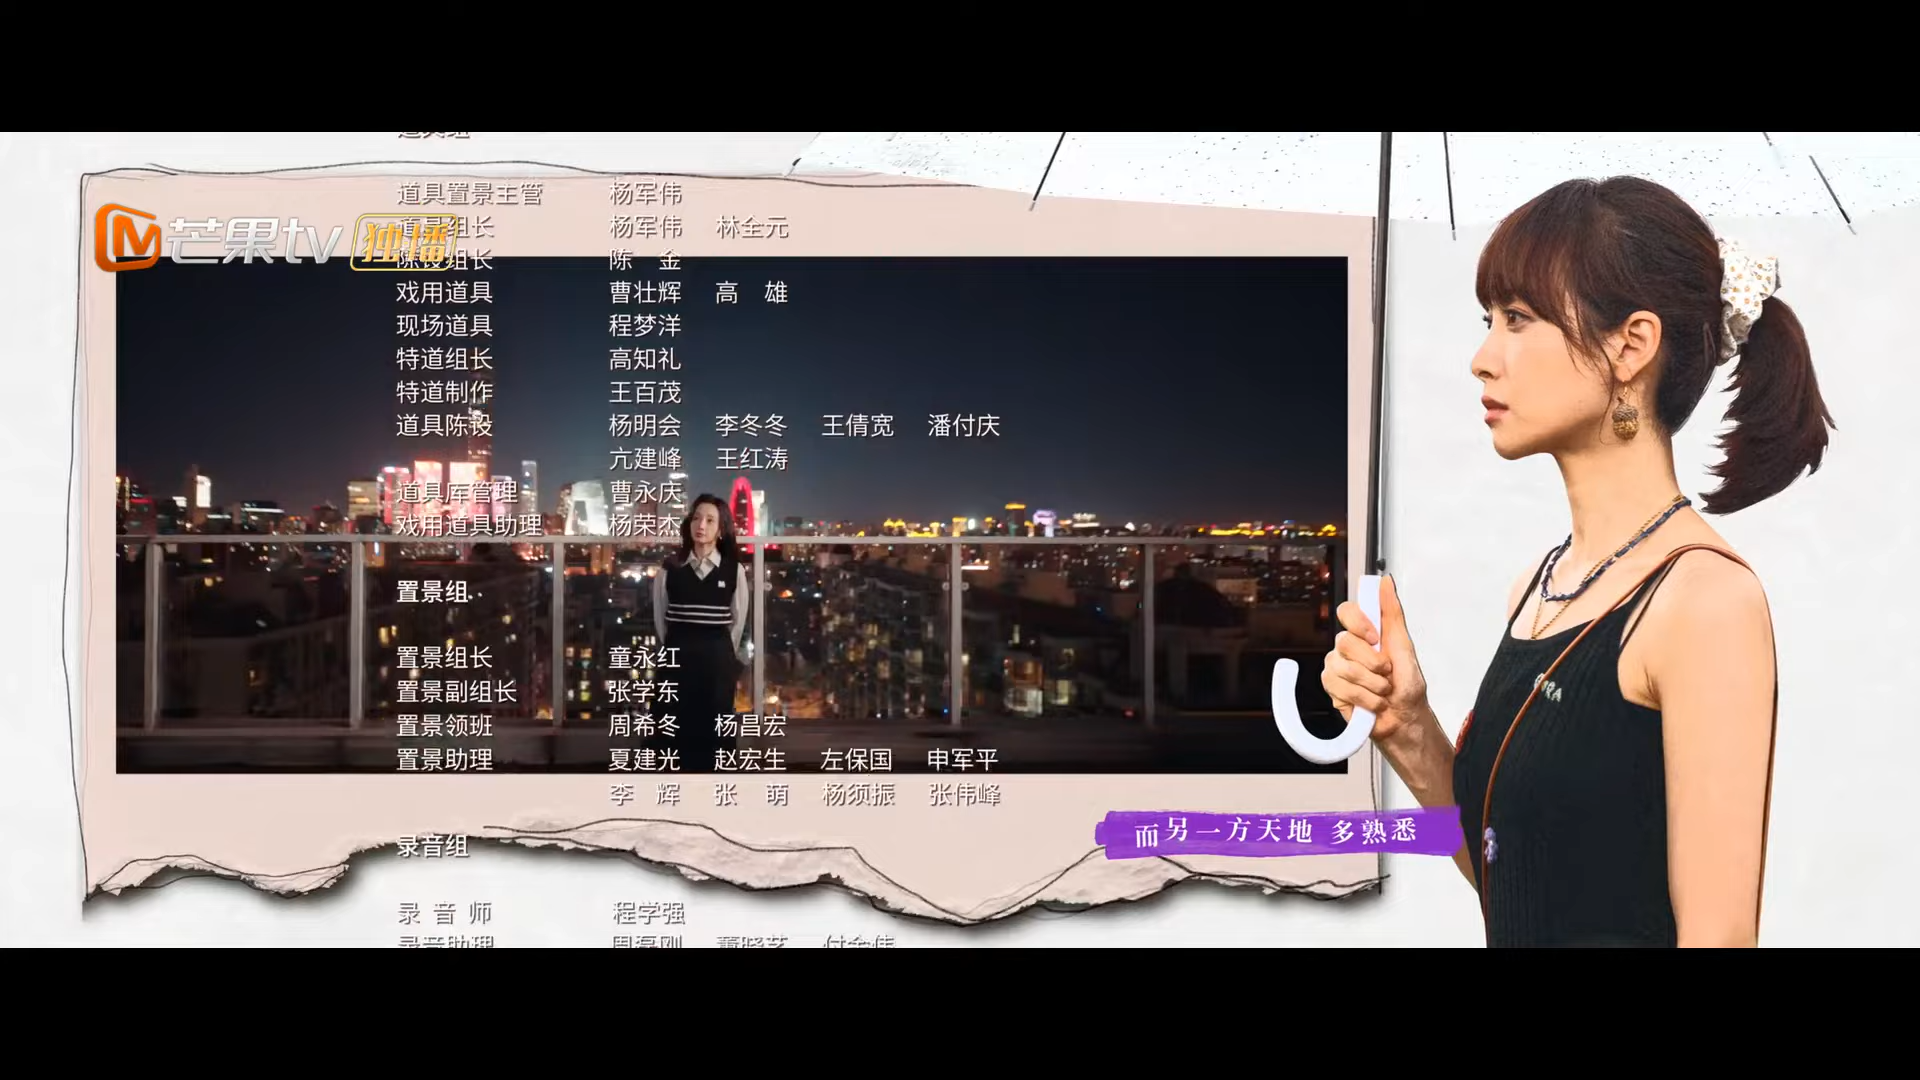 道具置景主管 杨军伟
芒果tv 独播
道具组长 杨军伟 林全元
陈设组长 陈 金
戏用道具 曹壮辉 高 雄
现场道具 程梦洋
特道组长 高知礼
特道制作 王百茂
道具陈设 杨明会 李冬冬 王倩宽 潘付庆
亢建峰 王红涛
道具库管理 曹永庆
戏用道具助理 杨荣杰
置景组
置景组长 童永红
置景副组长 张学东
置景领班 周希冬 杨昌宏
置景助理 夏建光 赵宏生 左保国 申军平
李 辉 张 萌 杨须振 张伟峰
而另一方天地 多熟悉
录音组
录 音 师 程学强